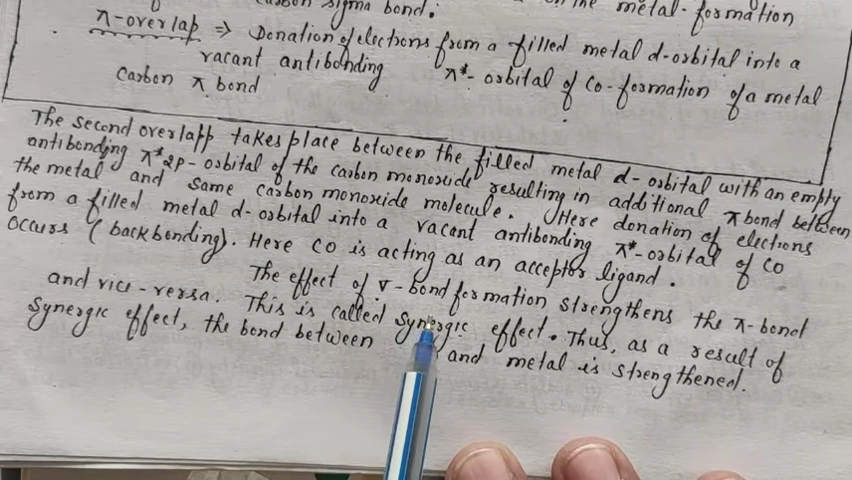 carbon sigma bond. on the metal-formation
π-overlap ⇒ Donation of electrons from a filled metal d-orbital into a
vacant antibonding π*- orbital of CO-formation of a metal
carbon π bond
The second overlapp takes place between the filled metal d-orbital with an empty
antibonding π*2p-orbital of the carbon monoxide resulting in additional π bond between
the metal and same carbon monoxide molecule. Here donation of electrons
from a filled metal d-orbital into a vacant antibonding π*-orbital of CO
occurs (backbonding). Here CO is acting as an acceptor ligand.
The effect of σ-bond formation strengthens the π-bond
and vice-versa. This is called synergic effect. Thus, as a result of
synergic effect, the bond between and metal is strengthened.